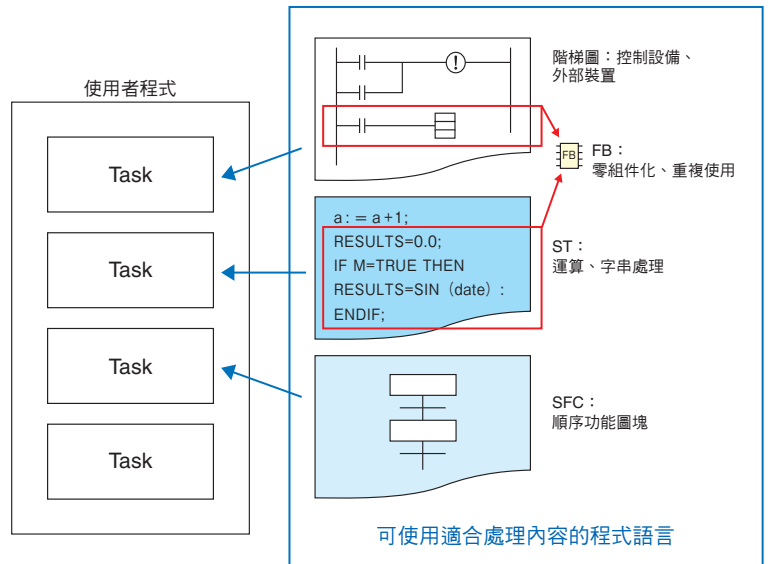 使用者程式
Task
Task
Task
Task
階梯圖：控制設備、
外部裝置
FB
FB：
零組件化、重複使用
a：= a+1;
RESULTS=0.0;
IF M=TRUE THEN
RESULTS=SIN（date）:
ENDIF;
ST：
運算、字串處理
SFC：
順序功能圖塊
可使用適合處理內容的程式語言